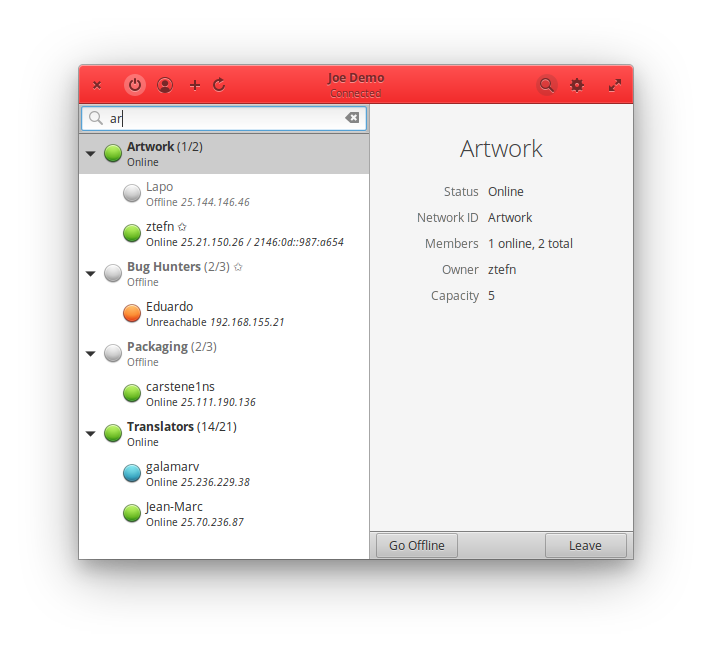 Joe Demo
Connected
ar
Artwork (1/2)
Online
Lapo
Offline 25.144.146.46
ztefn ✩
Online 25.21.150.26 / 2146:0d::987:a654
Bug Hunters (2/3) ✩
Offline
Eduardo
Unreachable 192.168.155.21
Packaging (2/3)
Offline
carstene1ns
Online 25.111.190.136
Translators (14/21)
Online
galamarv
Online 25.236.229.38
Jean-Marc
Online 25.70.236.87
Artwork
Status Online
Network ID Artwork
Members 1 online, 2 total
Owner ztefn
Capacity 5
Go Offline Leave